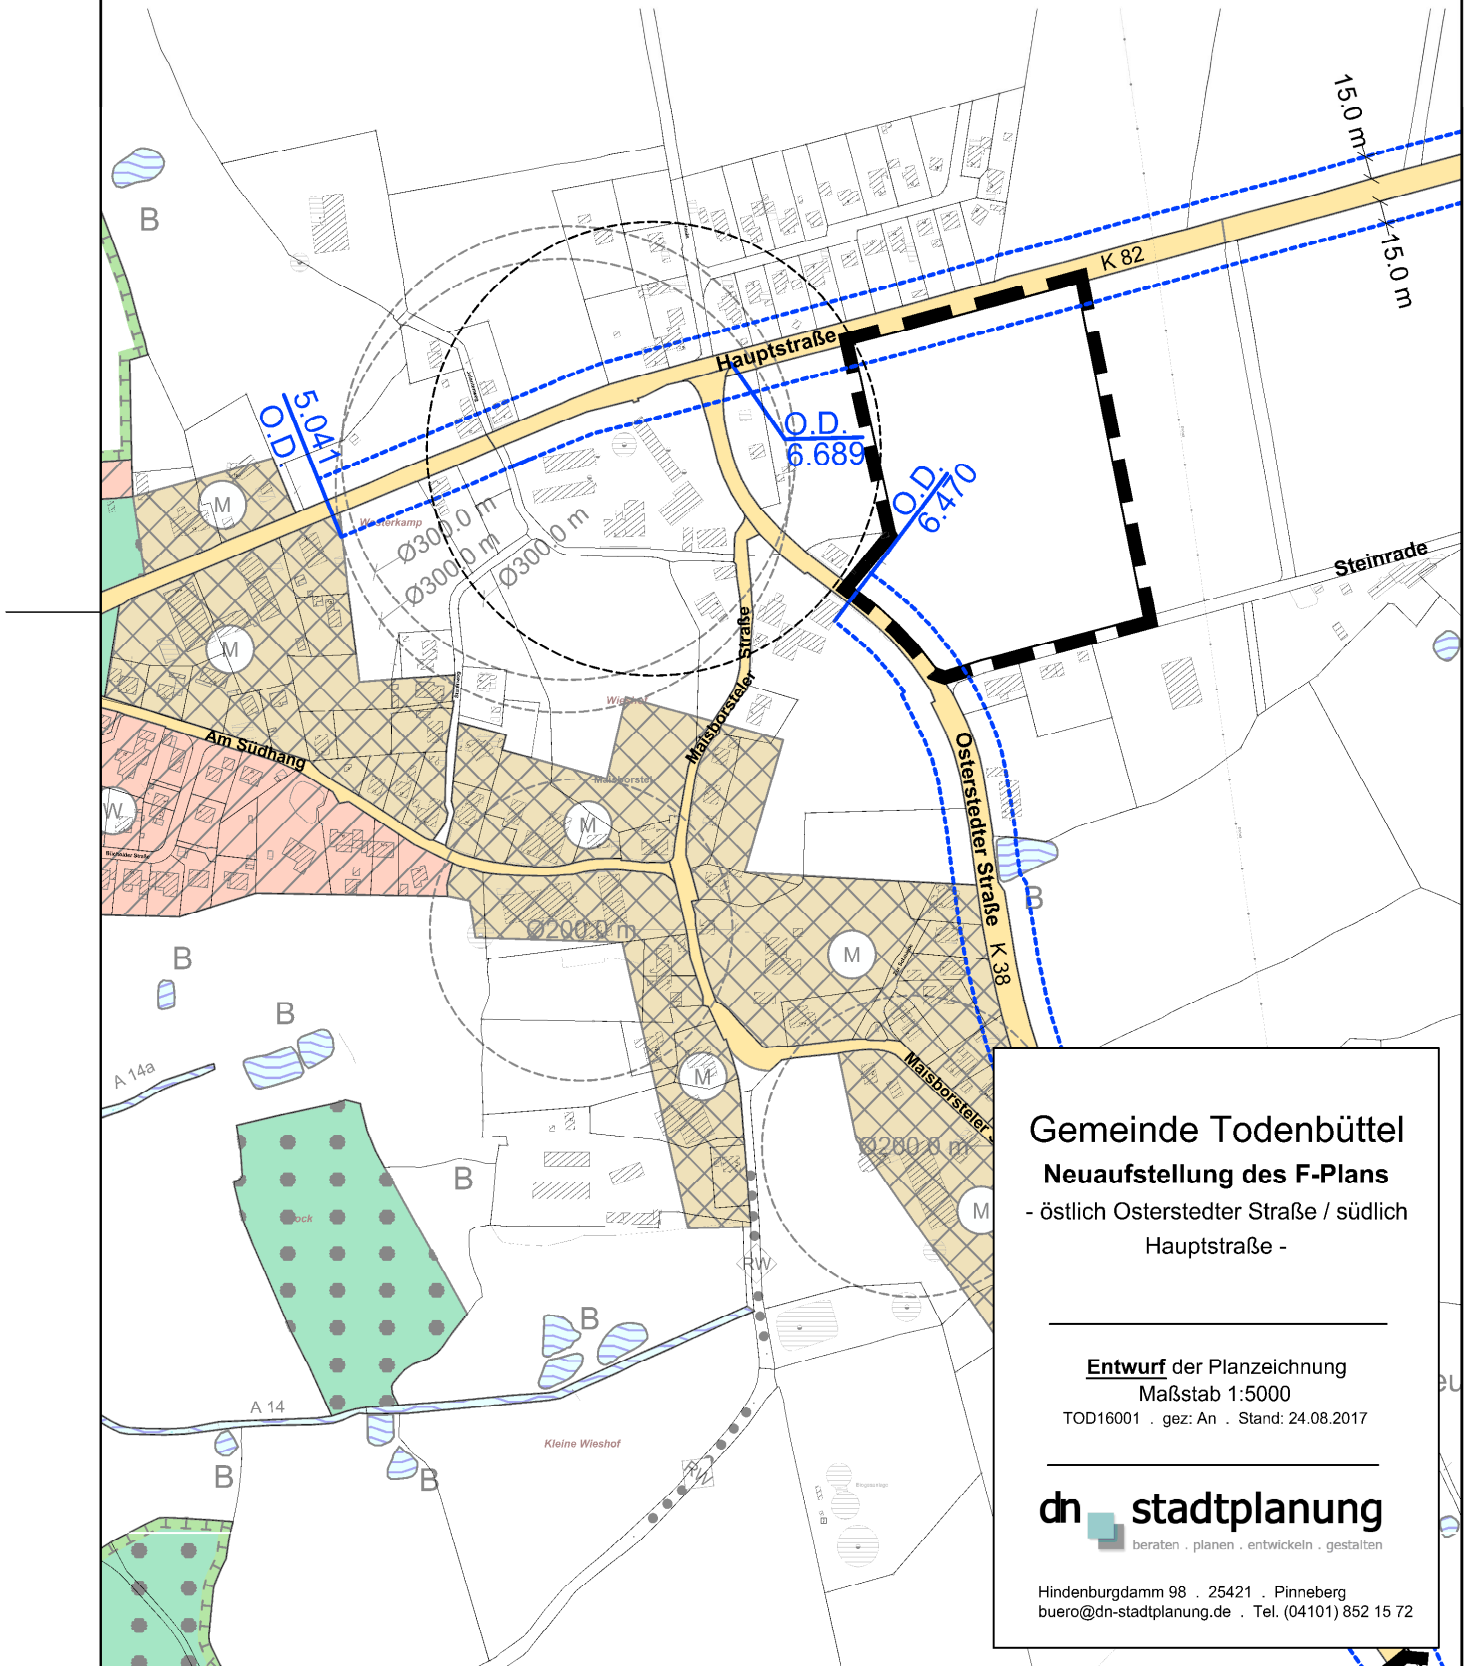 15.0 m
15.0 m
B
K 82
Hauptstraße
5.041
O.D.
O.D.
6.689
O.D.
6.470
M
Westerkamp
Ø300.0 m
Ø300.0 m
Ø300.0 m
Steinrade
Straße
Maisborsteler
M
Wieshof
Am Südhang
Osterstedter Straße
K 38
Maisborstel
W
M
B
Ø200.0 m
M
B
B
A 14a
M
Maisborsteler S
Ø200.0 m
B
M
RW
B
A 14
Kleine Wieshof
B
B
RW
Gemeinde Todenbüttel
Neuaufstellung des F-Plans
- östlich Osterstedter Straße / südlich
Hauptstraße -
Entwurf der Planzeichnung
Maßstab 1:5000
TOD16001 . gez: An . Stand: 24.08.2017
dn stadtplanung
beraten . planen . entwickeln . gestalten
Hindenburgdamm 98 . 25421 . Pinneberg
buero@dn-stadtplanung.de . Tel. (04101) 852 15 72